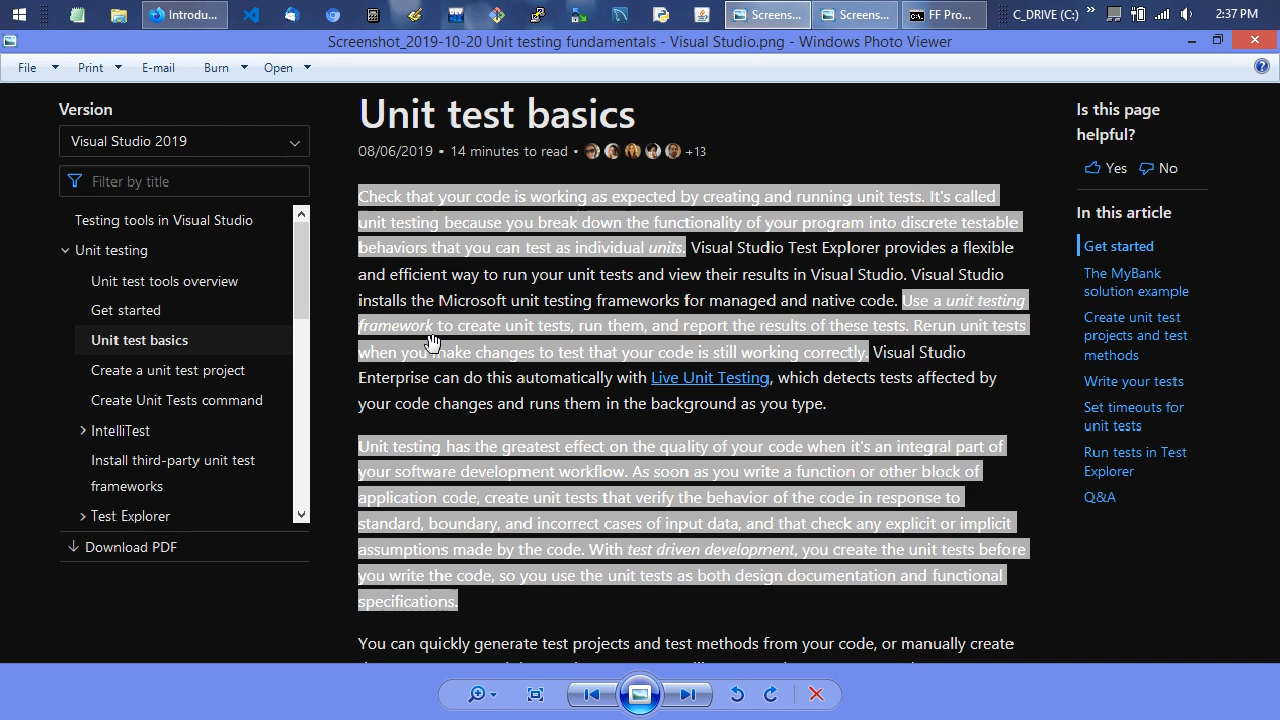 Introdu...
Screens...
Screens...
FF Pro...
C_DRIVE (C:)
2:37 PM
Screenshot_2019-10-20 Unit testing fundamentals - Visual Studio.png - Windows Photo Viewer
File
Print
E-mail
Burn
Open
Version
Visual Studio 2019
Filter by title
Testing tools in Visual Studio
Unit testing
Unit test tools overview
Get started
Unit test basics
Create a unit test project
Create Unit Tests command
IntelliTest
Install third-party unit test
frameworks
Test Explorer
Download PDF
Unit test basics
08/06/2019 • 14 minutes to read • +13
Check that your code is working as expected by creating and running unit tests. It's called
unit testing because you break down the functionality of your program into discrete testable
behaviors that you can test as individual units. Visual Studio Test Explorer provides a flexible
and efficient way to run your unit tests and view their results in Visual Studio. Visual Studio
installs the Microsoft unit testing frameworks for managed and native code. Use a unit testing
framework to create unit tests, run them, and report the results of these tests. Rerun unit tests
when you make changes to test that your code is still working correctly. Visual Studio
Enterprise can do this automatically with Live Unit Testing, which detects tests affected by
your code changes and runs them in the background as you type.
Unit testing has the greatest effect on the quality of your code when it's an integral part of
your software development workflow. As soon as you write a function or other block of
application code, create unit tests that verify the behavior of the code in response to
standard, boundary, and incorrect cases of input data, and that check any explicit or implicit
assumptions made by the code. With test driven development, you create the unit tests before
you write the code, so you use the unit tests as both design documentation and functional
specifications.
You can quickly generate test projects and test methods from your code, or manually create
Is this page
helpful?
Yes
No
In this article
Get started
The MyBank
solution example
Create unit test
projects and test
methods
Write your tests
Set timeouts for
unit tests
Run tests in Test
Explorer
Q&A